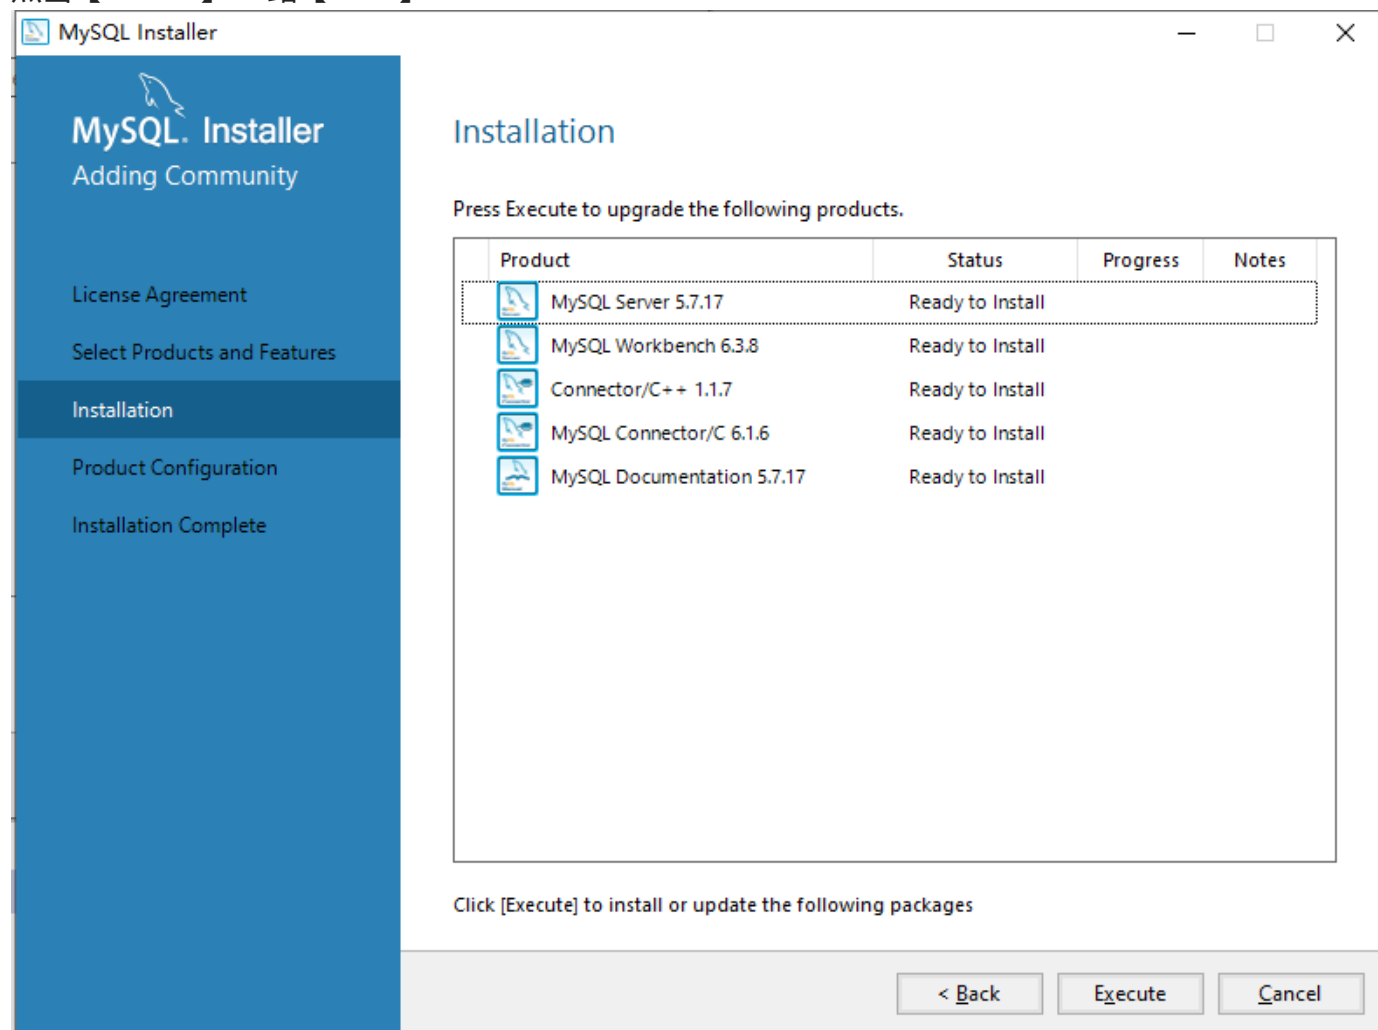 MySQL Installer
MySQL. Installer
Adding Community
License Agreement
Select Products and Features
Installation
Product Configuration
Installation Complete
Installation
Press Execute to upgrade the following products.
Product Status Progress Notes
MySQL Server 5.7.17 Ready to Install
MySQL Workbench 6.3.8 Ready to Install
Connector/C++ 1.1.7 Ready to Install
MySQL Connector/C 6.1.6 Ready to Install
MySQL Documentation 5.7.17 Ready to Install
Click [Execute] to install or update the following packages
< Back Execute Cancel